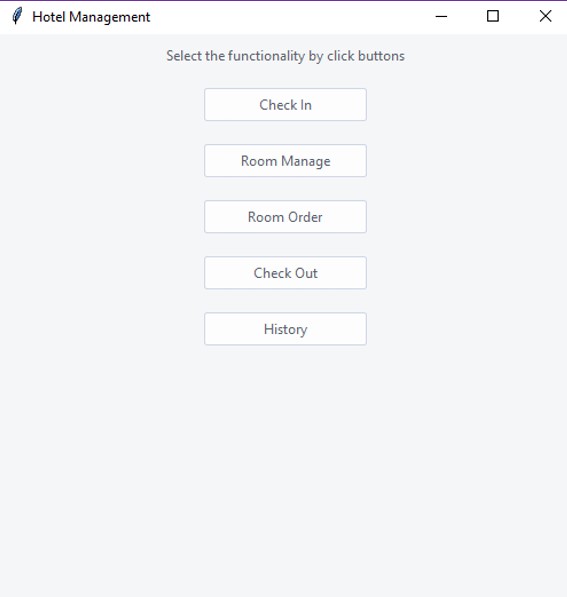 Hotel Management
Select the functionality by click buttons
Check In
Room Manage
Room Order
Check Out
History